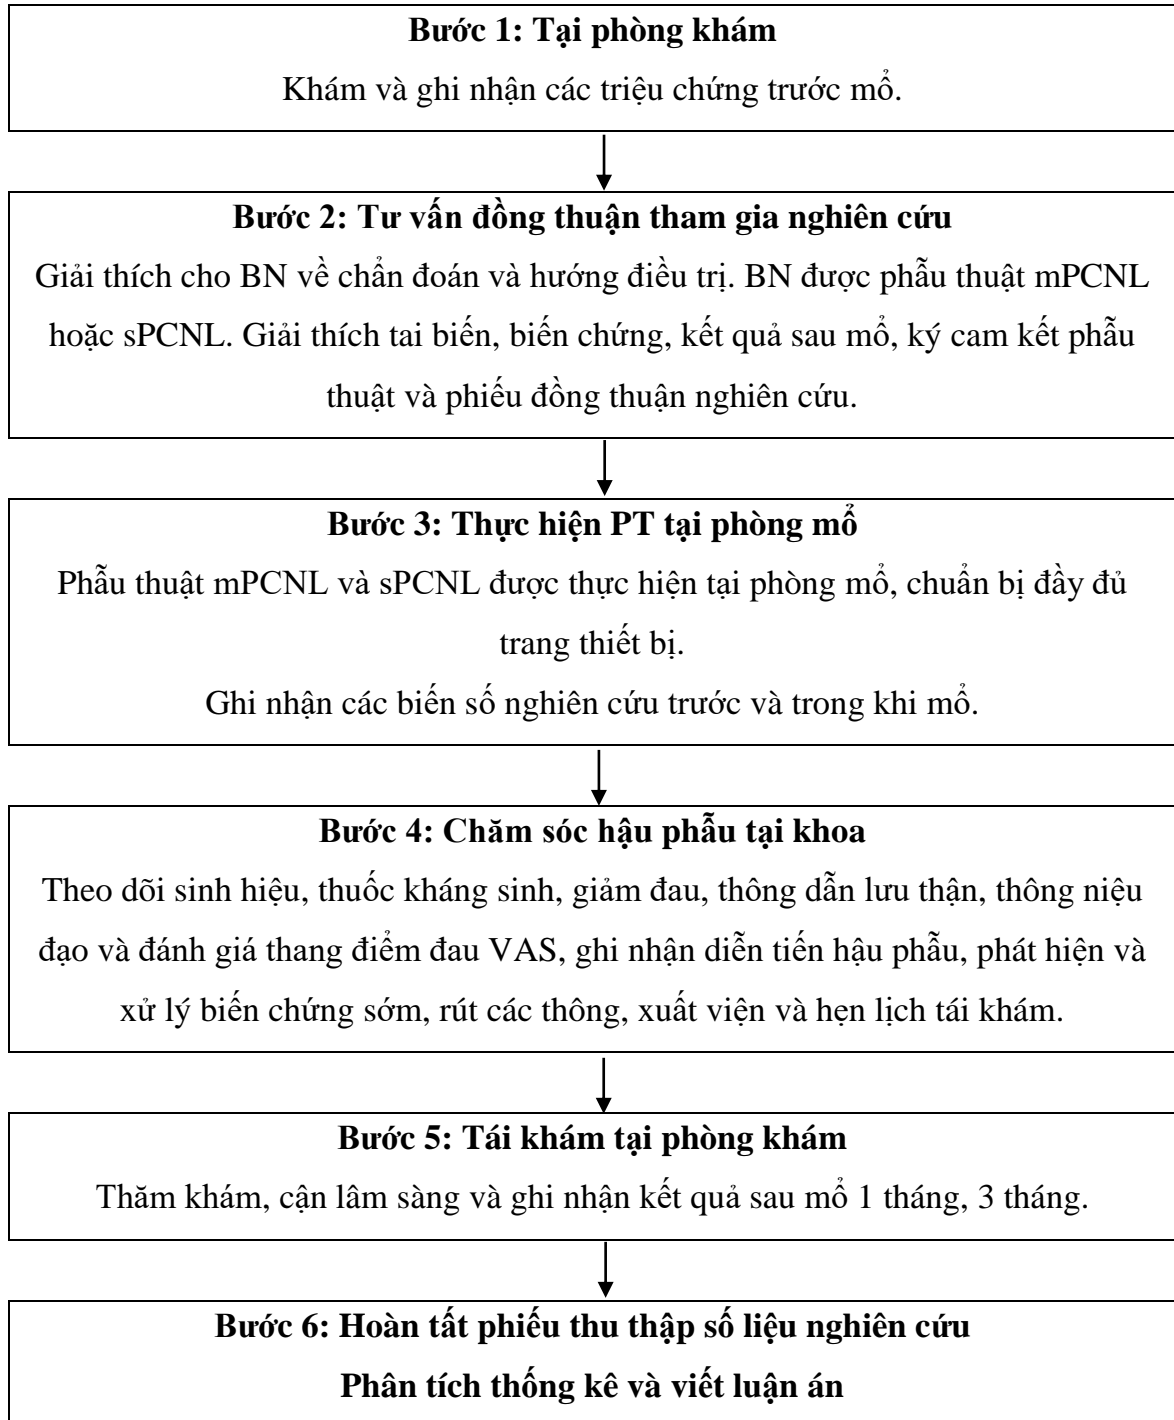 Bước 1: Tại phòng khám
Khám và ghi nhận các triệu chứng trước mổ.
Bước 2: Tư vấn đồng thuận tham gia nghiên cứu
Giải thích cho BN về chẩn đoán và hướng điều trị. BN được phẫu thuật mPCNL
hoặc sPCNL. Giải thích tai biến, biến chứng, kết quả sau mổ, ký cam kết phẫu
thuật và phiếu đồng thuận nghiên cứu.
Bước 3: Thực hiện PT tại phòng mổ
Phẫu thuật mPCNL và sPCNL được thực hiện tại phòng mổ, chuẩn bị đầy đủ
trang thiết bị.
Ghi nhận các biến số nghiên cứu trước và trong khi mổ.
Bước 4: Chăm sóc hậu phẫu tại khoa
Theo dõi sinh hiệu, thuốc kháng sinh, giảm đau, thông dẫn lưu thận, thông niệu
đạo và đánh giá thang điểm đau VAS, ghi nhận diễn tiến hậu phẫu, phát hiện và
xử lý biến chứng sớm, rút các thông, xuất viện và hẹn lịch tái khám.
Bước 5: Tái khám tại phòng khám
Thăm khám, cận lâm sàng và ghi nhận kết quả sau mổ 1 tháng, 3 tháng.
Bước 6: Hoàn tất phiếu thu thập số liệu nghiên cứu
Phân tích thống kê và viết luận án